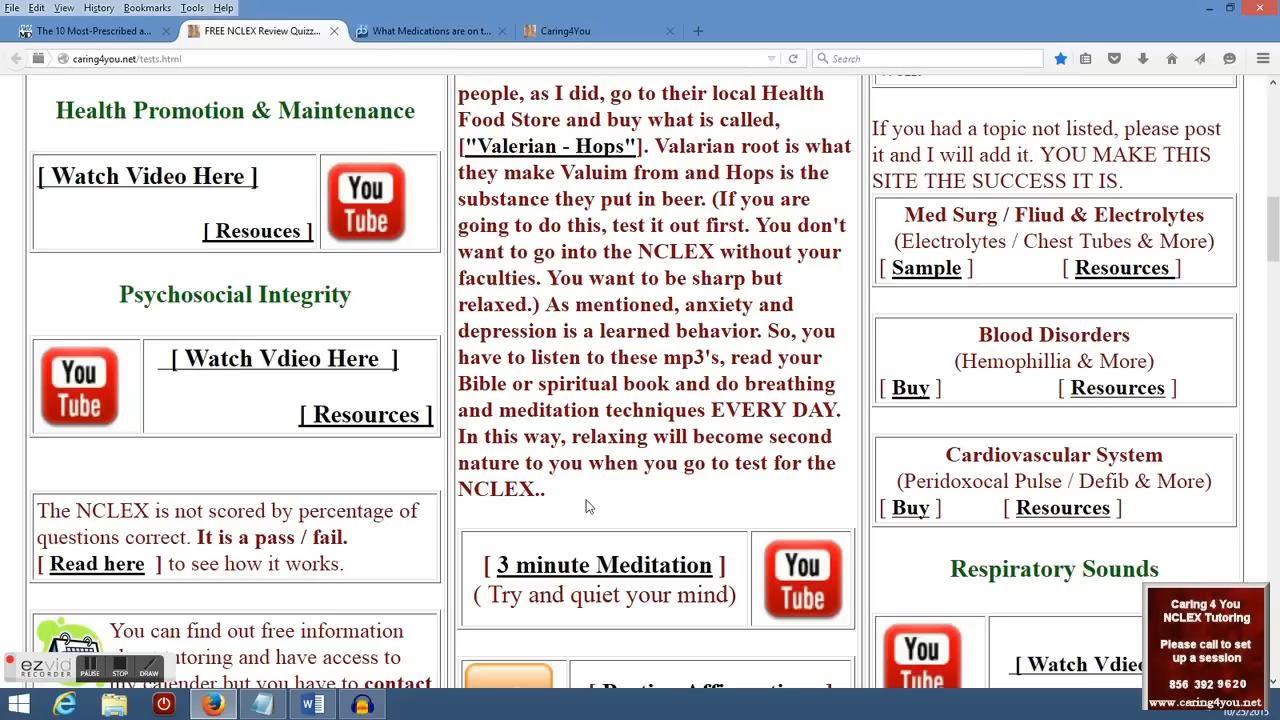 File Edit View History Bookmarks Tools Help
The 10 Most-Prescribed a...
FREE NCLEX Review Quizz...
What Medications are on t...
Caring4You
caring4you.net/tests.html
Search
Health Promotion & Maintenance
[ Watch Video Here ]
[ Resouces ]
You
Tube
Psychosocial Integrity
You
Tube
[ Watch Vdieo Here ]
[ Resources ]
The NCLEX is not scored by percentage of
questions correct. It is a pass / fail.
[ Read here ] to see how it works.
You can find out free information
tutoring and have access to
my calender but you have to contact
ezvid
RECORDER
PAUSE
STOP
DRAW
people, as I did, go to their local Health
Food Store and buy what is called,
["Valerian - Hops"]. Valarian root is what
they make Valuim from and Hops is the
substance they put in beer. (If you are
going to do this, test it out first. You don't
want to go into the NCLEX without your
faculties. You want to be sharp but
relaxed.) As mentioned, anxiety and
depression is a learned behavior. So, you
have to listen to these mp3's, read your
Bible or spiritual book and do breathing
and meditation techniques EVERY DAY.
In this way, relaxing will become second
nature to you when you go to test for the
NCLEX..
[ 3 minute Meditation ]
( Try and quiet your mind)
You
Tube
If you had a topic not listed, please post
it and I will add it. YOU MAKE THIS
SITE THE SUCCESS IT IS.
Med Surg / Fliud & Electrolytes
(Electrolytes / Chest Tubes & More)
[ Sample ] [ Resources ]
Blood Disorders
(Hemophillia & More)
[ Buy ] [ Resources ]
Cardiovascular System
(Peridoxocal Pulse / Defib & More)
[ Buy ] [ Resources ]
Respiratory Sounds
You
Tube
[ Watch Vdieo
Caring 4 You
NCLEX Tutoring
Please call to set
up a session
856 392 9620
www.caring4you.net
10/25/2015